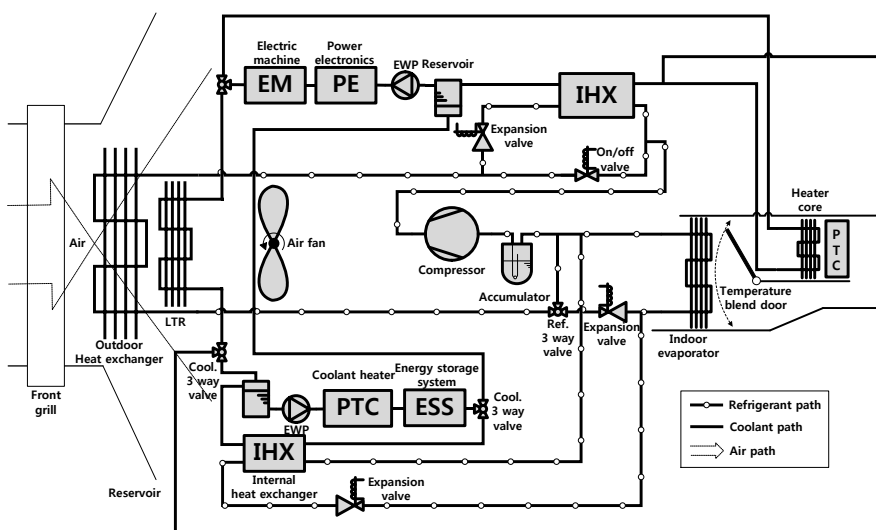 Electric
machine
EM
Power
electronics
PE
EWP
Reservoir
IHX
Expansion
valve
On/off
valve
Heater
core
P
T
C
Air
Air fan
Compressor
Accumulator
Temperature
blend door
LTR
Outdoor
Heat exchanger
Ref.
3 way
valve
Expansion
valve
Indoor
evaporator
Cool.
3 way
valve
Coolant heater
PTC
Energy storage
system
ESS
Cool.
3 way
valve
EWP
Front
grill
IHX
Internal
heat exchanger
Reservoir
Expansion
valve
Refrigerant path
Coolant path
Air path